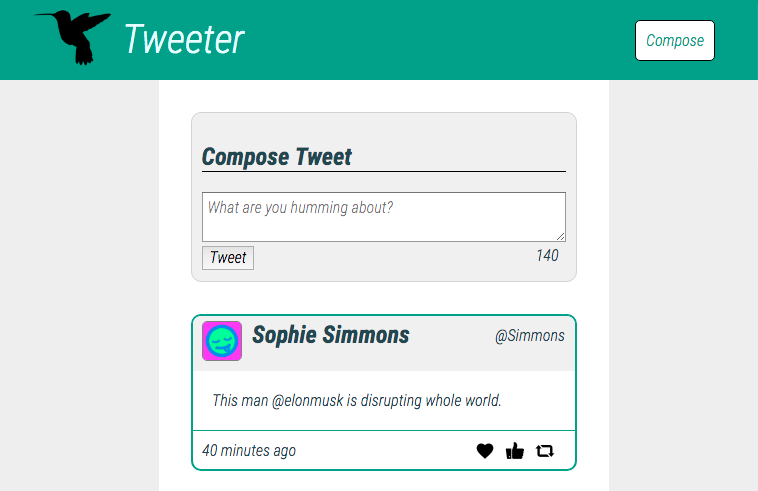 Tweeter
Compose
Compose Tweet
What are you humming about?
Tweet
140
Sophie Simmons
@Simmons
This man @elonmusk is disrupting whole world.
40 minutes ago